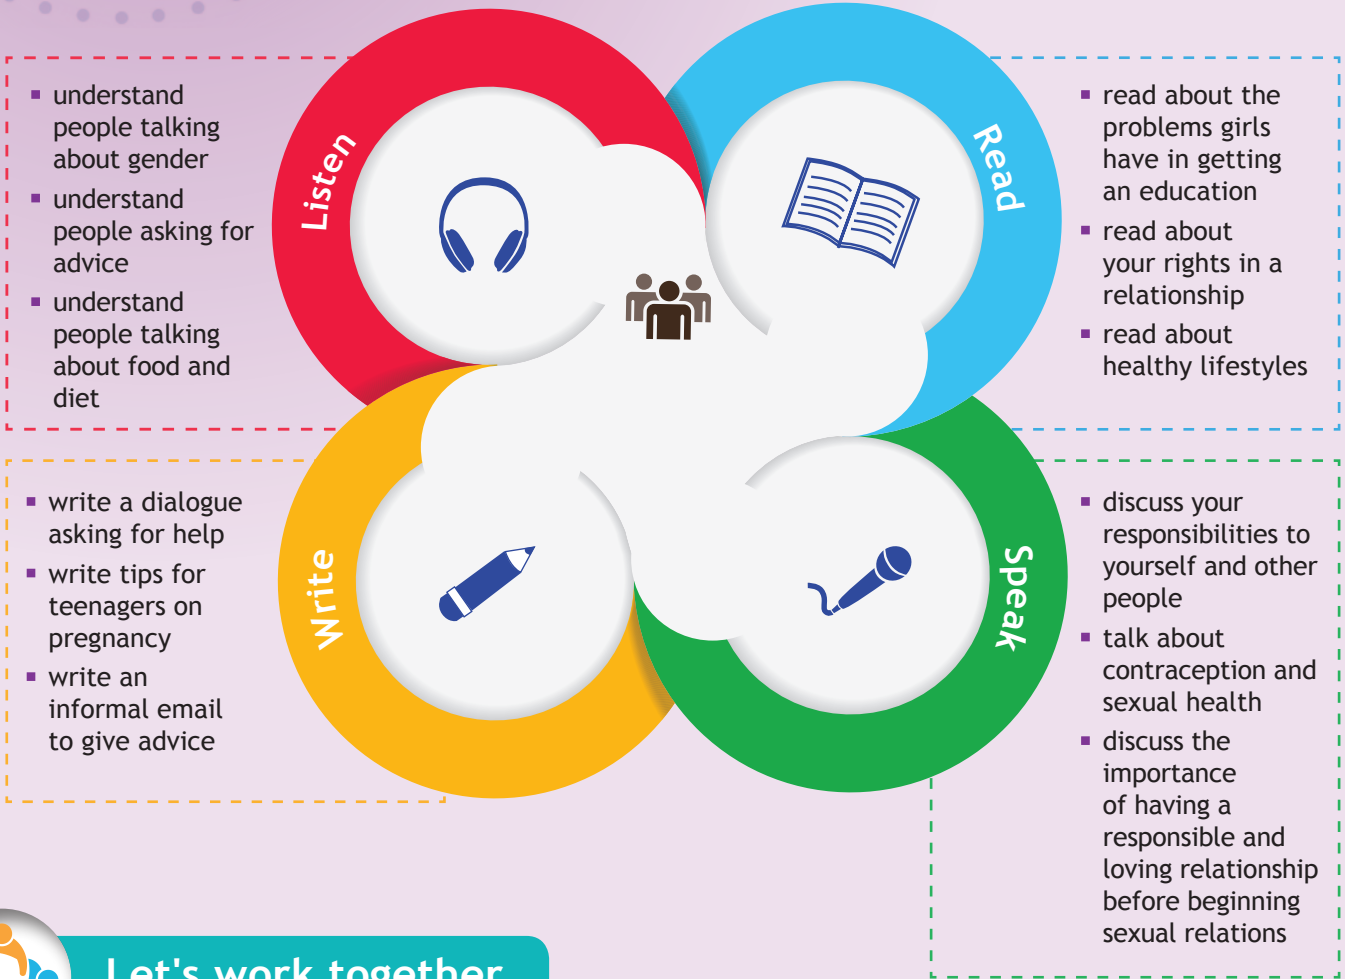 Listen
▪ understand
people talking
about gender
▪ understand
people asking for
advice
▪ understand
people talking
about food and
diet
Read
▪ read about the
problems girls
have in getting
an education
▪ read about
your rights in a
relationship
▪ read about
healthy lifestyles
Write
▪ write a dialogue
asking for help
▪ write tips for
teenagers on
pregnancy
▪ write an
informal email
to give advice
Speak
▪ discuss your
responsibilities to
yourself and other
people
▪ talk about
contraception and
sexual health
▪ discuss the
importance
of having a
responsible and
loving relationship
before beginning
sexual relations
Let's work together